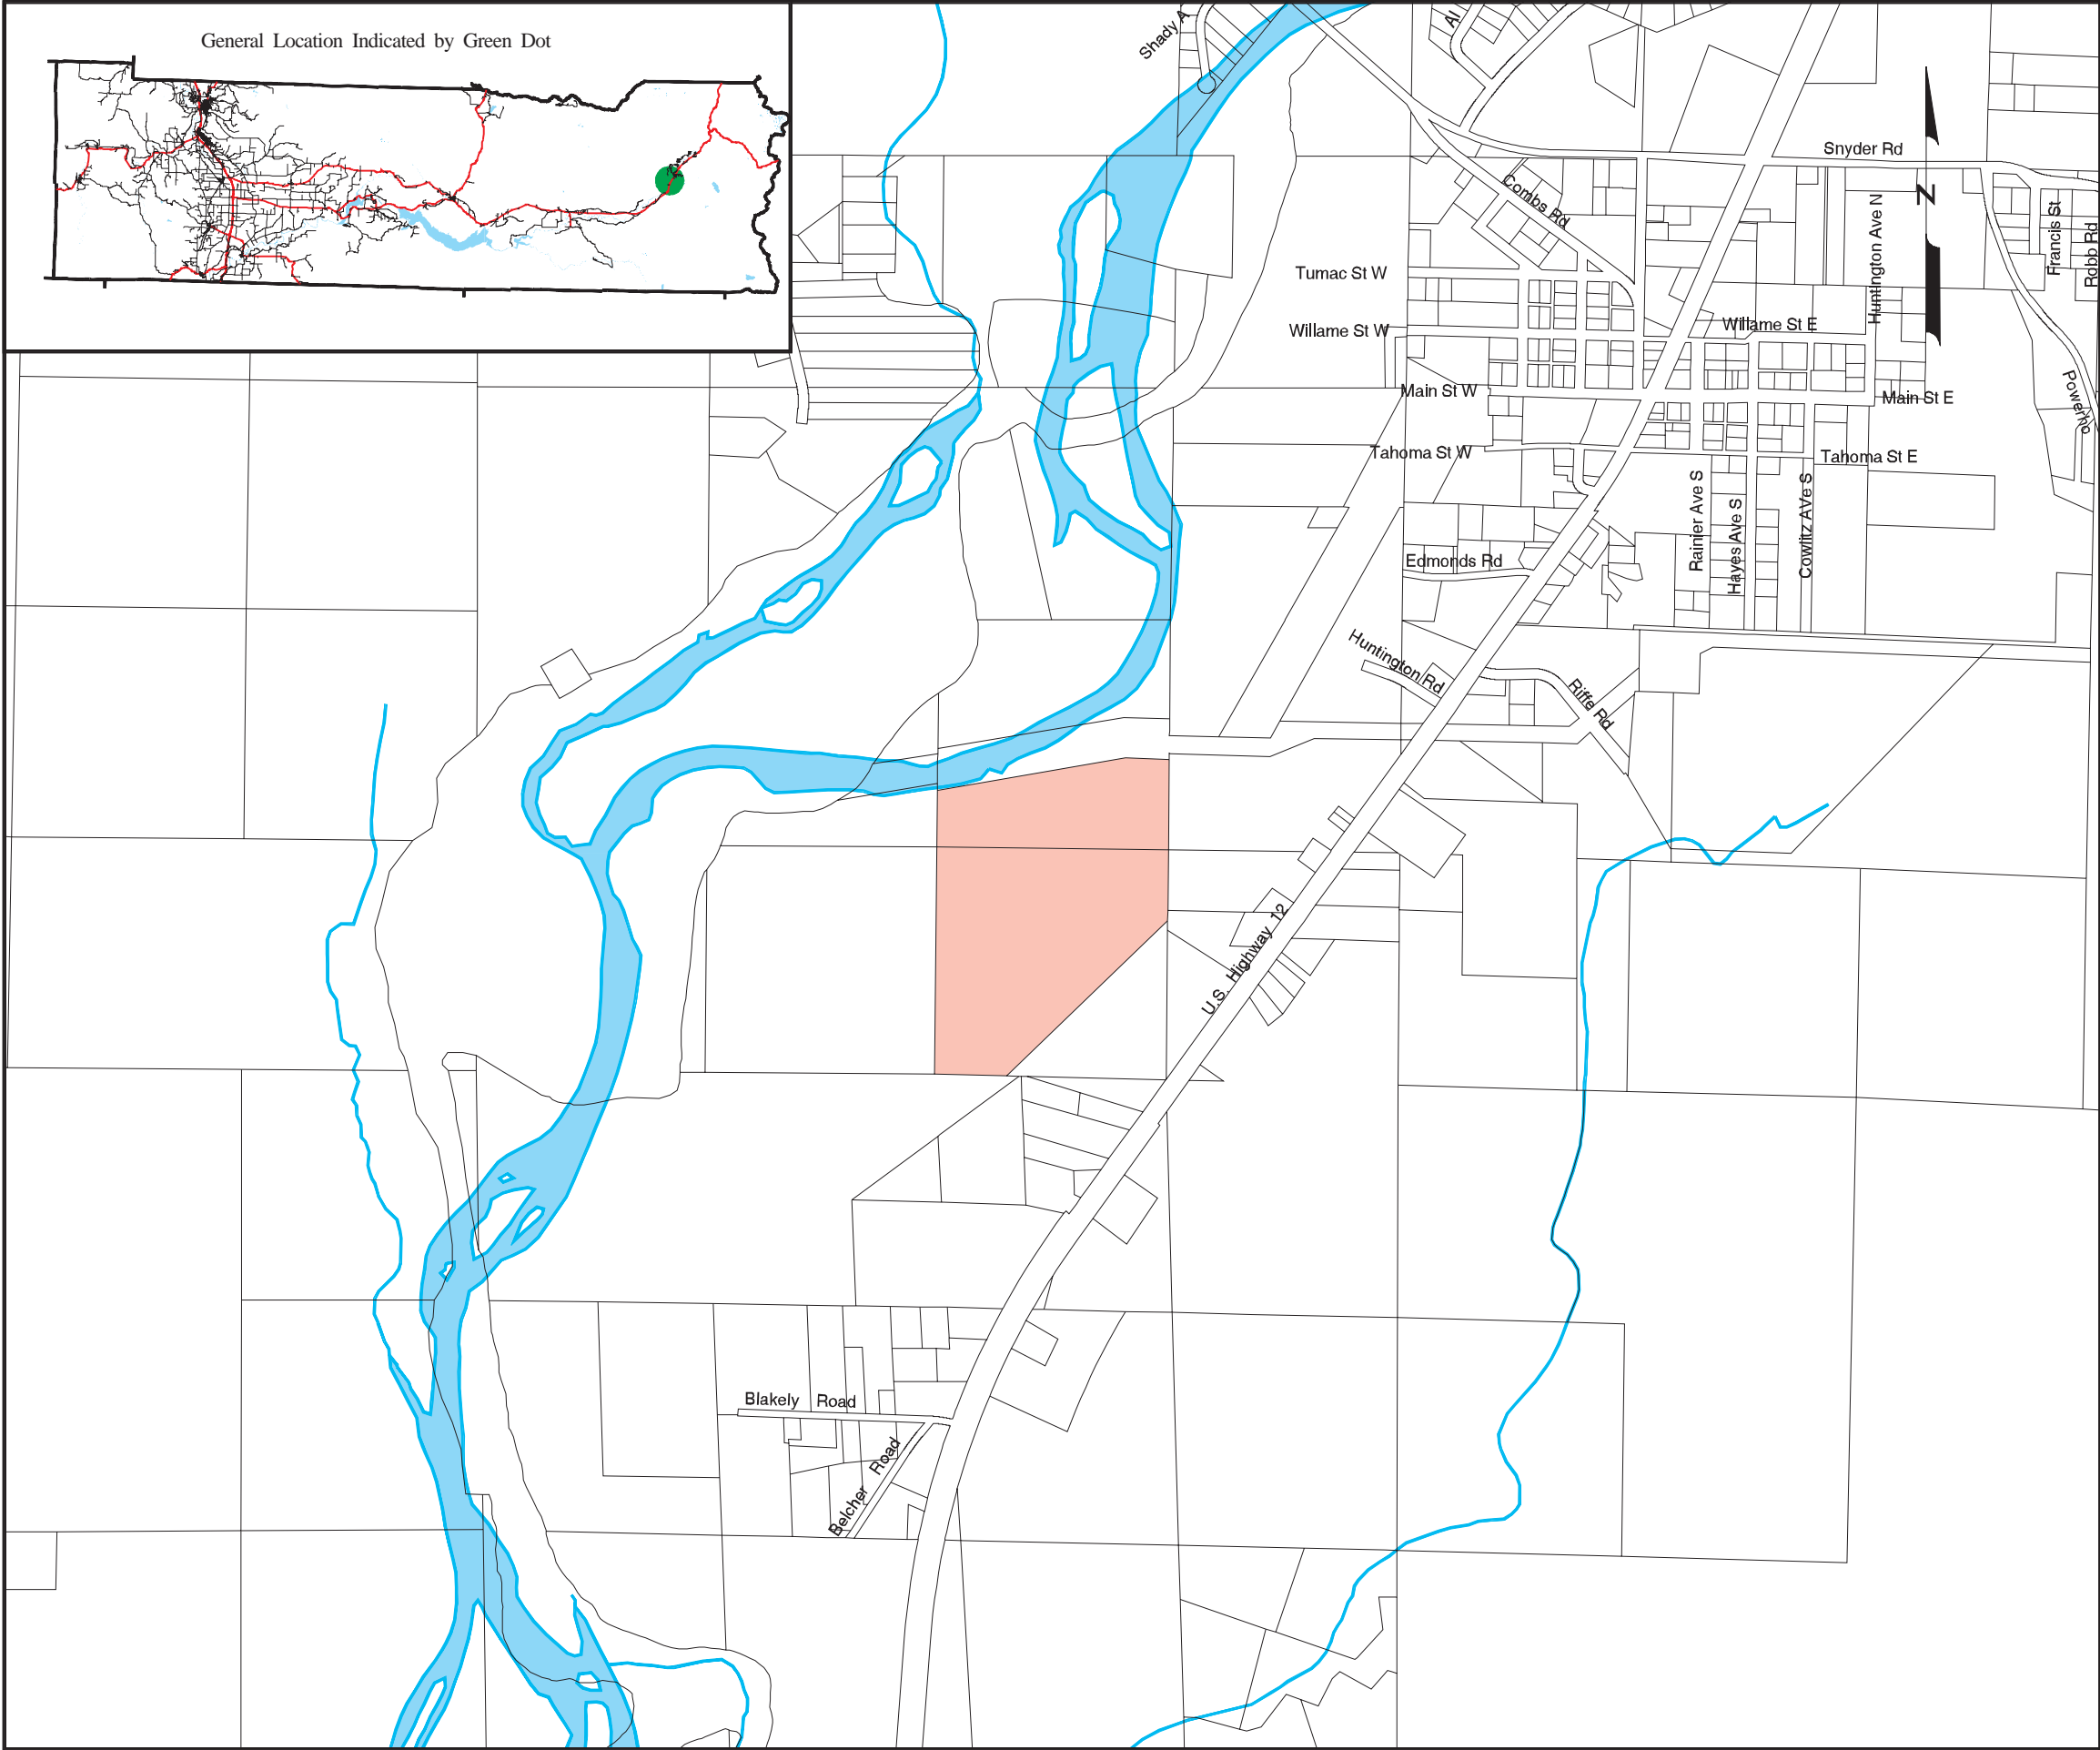 General Location Indicated by Green Dot
Shady A
Al
Snyder Rd
N
Combs Rd
Huntington Ave N
Francis St
Robb Rd
Tumac St W
Willame St W
Willame St E
Main St W
Main St E
Powerho
Tahoma St W
Tahoma St E
Rainier Ave S
Hayes Ave S
Cowlitz AVe S
Edmonds Rd
Huntington Rd
Riffe Rd
U.S. Highway 12
Blakely Road
Belcher Road